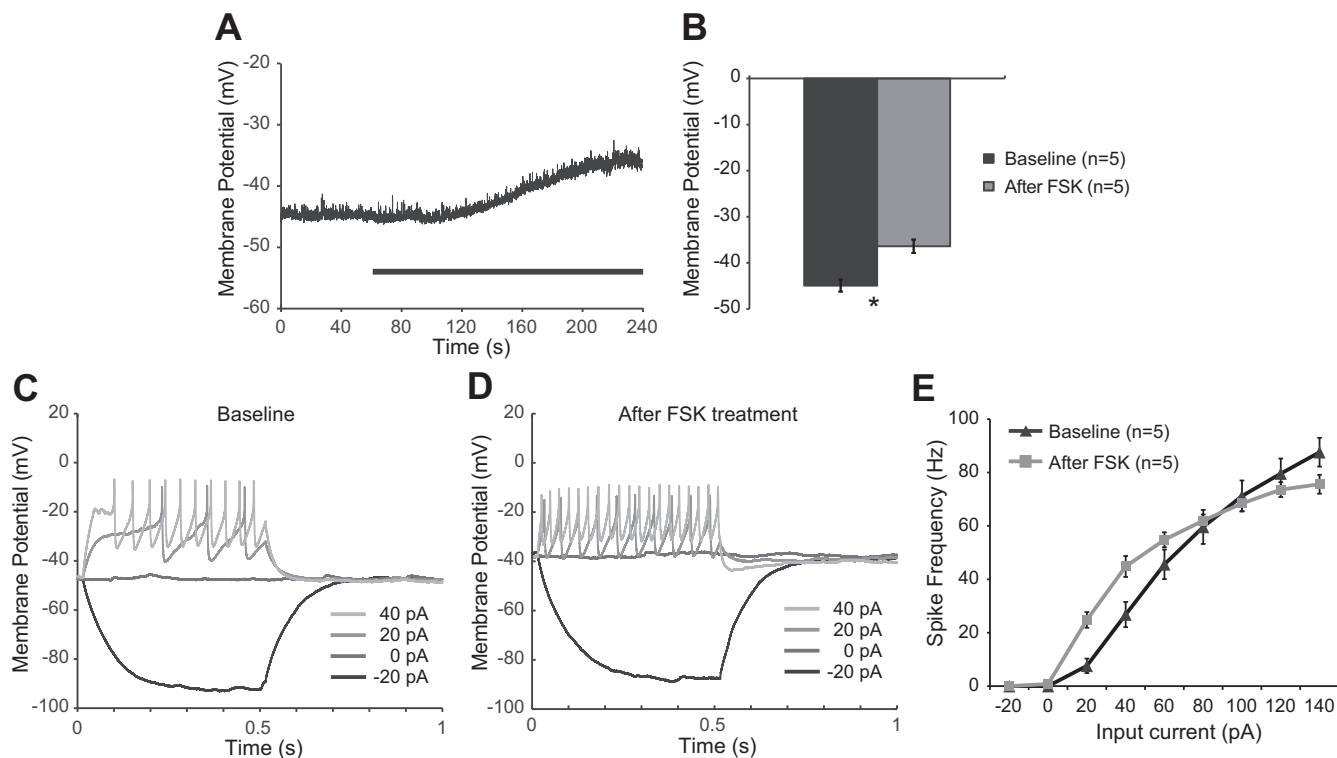 A
Membrane Potential (mV)
-20
-30
-40
-50
-60
0 40 80 120 160 200 240
Time (s)
B
Membrane Potential (mV)
0
-10
-20
-30
-40
-50
*
Baseline (n=5)
After FSK (n=5)
C
Baseline
Membrane Potential (mV)
20
0
-20
-40
-60
-80
-100
40 pA
20 pA
0 pA
-20 pA
0 0.5 1
Time (s)
D
After FSK treatment
Membrane Potential (mV)
20
0
-20
-40
-60
-80
-100
40 pA
20 pA
0 pA
-20 pA
0 0.5 1
Time (s)
E
Spike Frequency (Hz)
100
80
60
40
20
0
Baseline (n=5)
After FSK (n=5)
-20 0 20 40 60 80 100 120 140
Input current (pA)